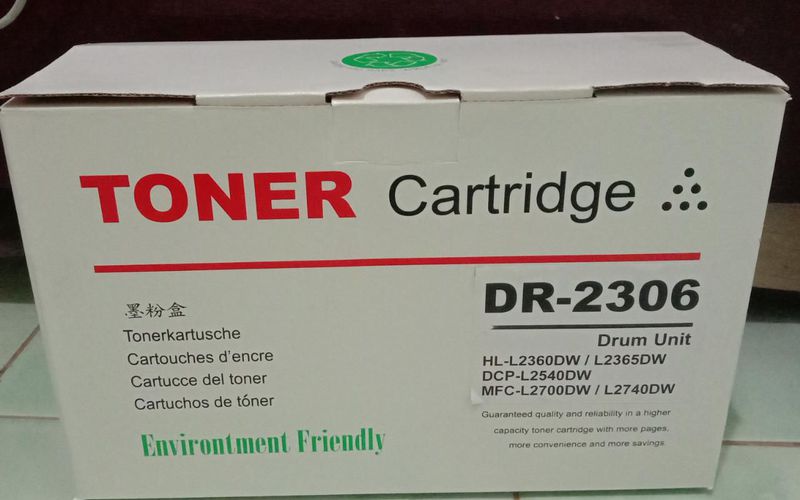 TONER Cartridge
墨粉盒
Tonerkartusche
Cartouches d'encre
Cartucce del toner
Cartuchos de tóner
Environtment Friendly
DR-2306
Drum Unit
HL-L2360DW / L2365DW
DCP-L2540DW
MFC-L2700DW / L2740DW
Guaranteed quality and reliability in a higher
capacity toner cartridge with more pages,
more convenience and more savings.